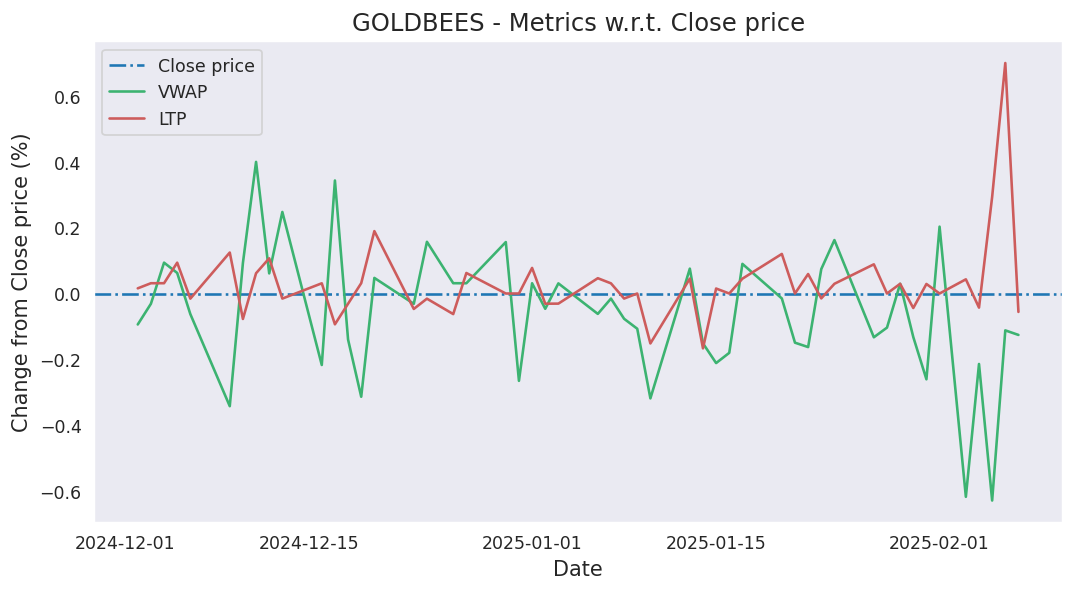 GOLDBEES - Metrics w.r.t. Close price
Close price
VWAP
LTP
Change from Close price (%)
0.6
0.4
0.2
0.0
−0.2
−0.4
−0.6
2024-12-01 2024-12-15 2025-01-01 2025-01-15 2025-02-01
Date